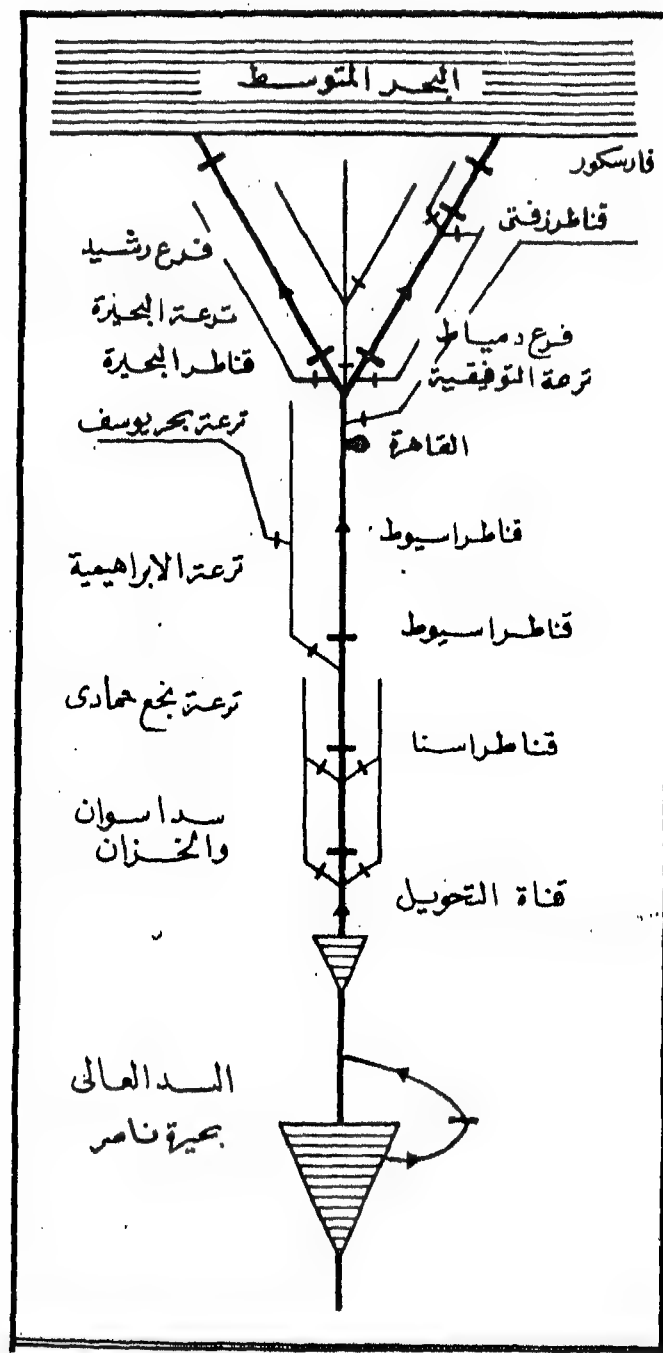 البحر المتوسط
فارسكور
قناطر زفتى
فرع رشيد
ترعة البحيرة
قناطر البحيرة
فرع دمياط
ترعة التوفيقية
ترعة بحر يوسف
القاهرة
قناطر اسيوط
ترعة الابراهيمية
قناطر اسيوط
ترعة نجع حمادى
قناطر اسنا
سد اسوان
والخزان
قناة التحويل
السد العالى
بحيرة ناصر